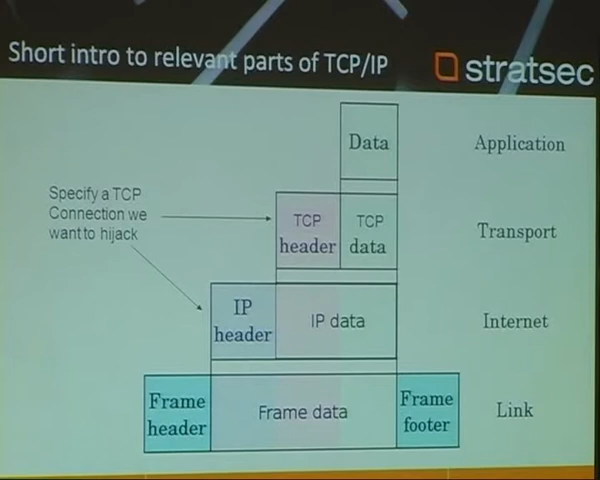 Short intro to relevant parts of TCP/IP
stratsec
Data
Application
Specify a TCP
Connection we
want to hijack
TCP
header
TCP
data
Transport
IP
header
IP data
Internet
Frame
header
Frame data
Frame
footer
Link